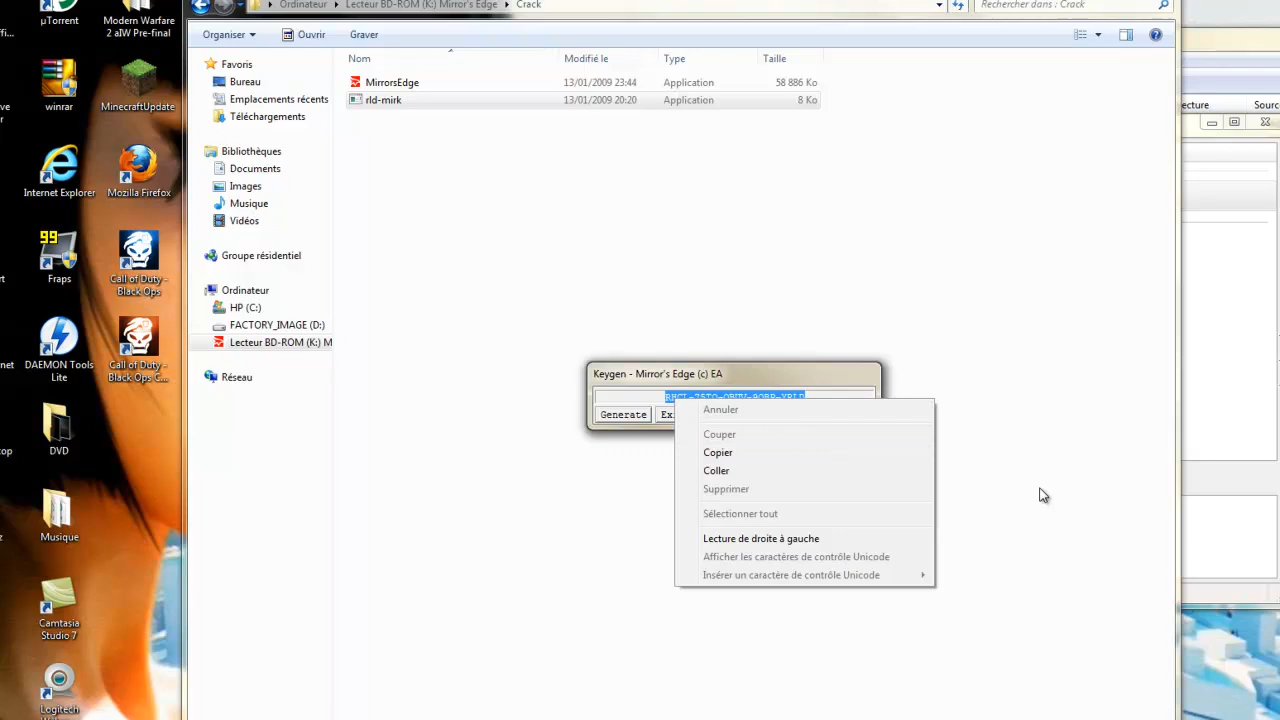 Ordinateur
Lecteur BD-ROM (K:) Mirror's Edge
Crack
Rechercher dans : Crack
Organiser
Ouvrir
Graver
Nom
Modifié le
Type
Taille
MirrorsEdge
13/01/2009 23:44
Application
58 886 Ko
rld-mirk
13/01/2009 20:20
Application
8 Ko
Favoris
Bureau
Emplacements récents
Téléchargements
Bibliothèques
Documents
Images
Musique
Vidéos
Groupe résidentiel
Ordinateur
HP (C:)
FACTORY_IMAGE (D:)
Lecteur BD-ROM (K:) M
Réseau
Keygen - Mirror's Edge (c) EA
Generate
Annuler
Couper
Copier
Coller
Supprimer
Sélectionner tout
Lecture de droite à gauche
Afficher les caractères de contrôle Unicode
Insérer un caractère de contrôle Unicode
µTorrent
Modern Warfare
2 aIW Pre-final
winrar
MinecraftUpdate
Internet Explorer
Mozilla Firefox
99
Fraps
Call of Duty -
Black Ops
DAEMON Tools
Lite
Call of Duty -
Black Ops C...
DVD
Musique
Camtasia
Studio 7
Logitech
ecture
Sourc